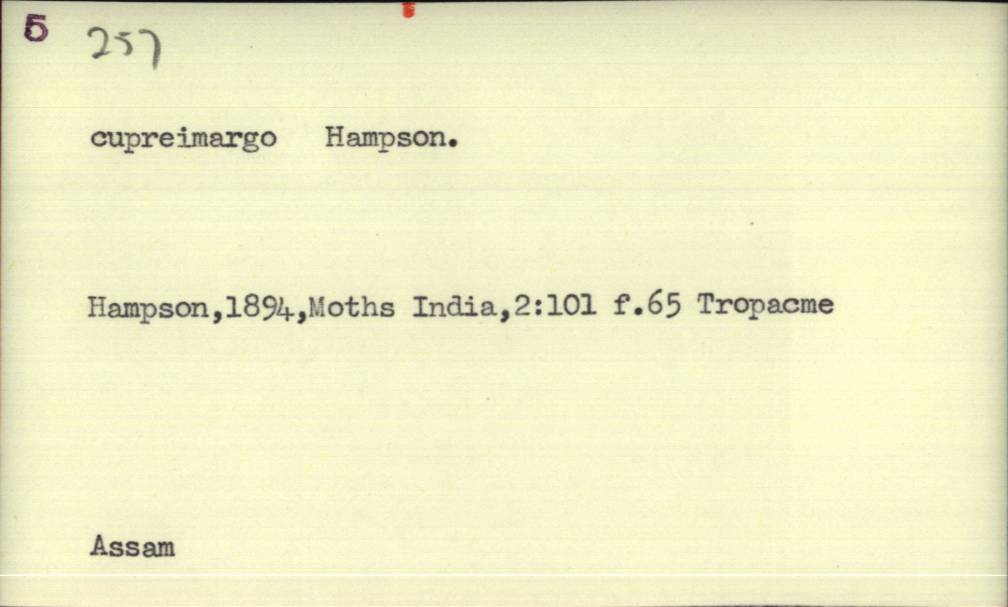 5 257
cupreimargo Hampson.
Hampson,1894,Moths India,2:101 f.65 Tropacme
Assam